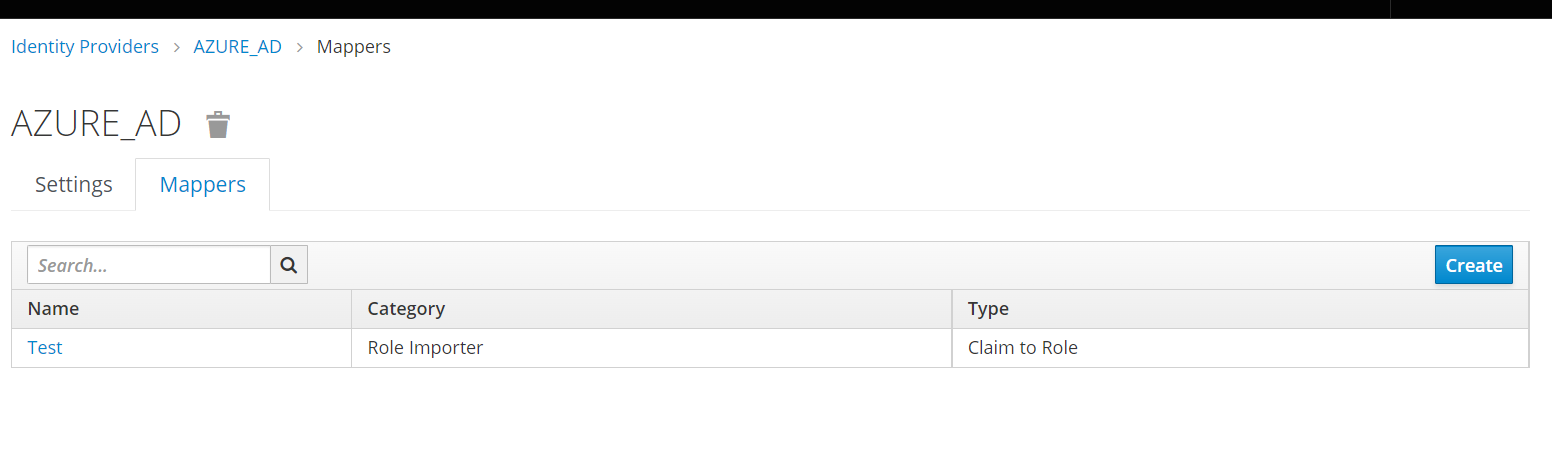 Identity Providers > AZURE_AD > Mappers
AZURE_AD
Settings Mappers
Search...
Create
Name Category Type
Test Role Importer Claim to Role